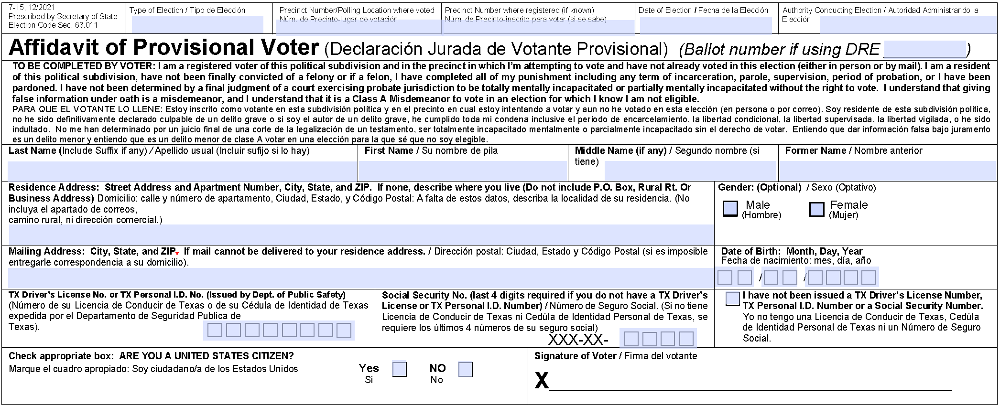 7-15, 12/2021
Prescribed by Secretary of State
Election Code Sec. 63.011
Type of Election / Tipo de Elección
Precinct Number/Polling Location where voted
Núm. de Precinto-lugar de votación
Precinct Number where registered (if known)
Núm. de Precinto-inscrito para votar (si se sabe)
Date of Election / Fecha de la Elección
Authority Conducting Election / Autoridad Administrando la
Elección
Affidavit of Provisional Voter (Declaración Jurada de Votante Provisional) (Ballot number if using DRE )
TO BE COMPLETED BY VOTER: I am a registered voter of this political subdivision and in the precinct in which I'm attempting to vote and have not already voted in this election (either in person or by mail). I am a resident
of this political subdivision, have not been finally convicted of a felony or if a felon, I have completed all of my punishment including any term of incarceration, parole, supervision, period of probation, or I have been
pardoned. I have not been determined by a final judgment of a court exercising probate jurisdiction to be totally mentally incapacitated or partially mentally incapacitated without the right to vote. I understand that giving
false information under oath is a misdemeanor, and I understand that it is a Class A Misdemeanor to vote in an election for which I know I am not eligible.
PARA QUE EL VOTANTE LO LLENE: Estoy inscrito como votante en esta subdivisión política y en el precinto en cual estoy intentando a votar y aun no he votado en esta elección (en persona o por correo). Soy residente de esta subdivisión política,
no he sido definitivamente declarado culpable de un delito grave o si soy el autor de un delito grave, he cumplido toda mi condena inclusive el período de encarcelamiento, la libertad condicional, la libertad supervisada, la libertad vigilada, o he sido
indultado. No me han determinado por un juicio final de una corte de la legalización de un testamento, ser totalmente incapacitado mentalmente o parcialmente incapacitado sin el derecho de votar. Entiendo que dar información falsa bajo juramento
es un delito menor y entiendo que es un delito menor de clase A votar en una elección para la que sé que no soy elegible.
Last Name (Include Suffix if any) / Apellido usual (Incluir sufijo si lo hay)
First Name / Su nombre de pila
Middle Name (if any) / Segundo nombre (si
tiene)
Former Name / Nombre anterior
Residence Address: Street Address and Apartment Number, City, State, and ZIP. If none, describe where you live (Do not include P.O. Box, Rural Rt. Or
Business Address) Domicilio: calle y número de apartamento, Ciudad, Estado, y Código Postal: A falta de estos datos, describa la localidad de su residencia. (No
incluya el apartado de correos,
camino rural, ni dirección comercial.)
Gender: (Optional) / Sexo (Optativo)
Male
(Hombre)
Female
(Mujer)
Mailing Address: City, State, and ZIP. If mail cannot be delivered to your residence address. / Dirección postal: Ciudad, Estado y Código Postal (si es imposible
entregarle correspondencia a su domicilio).
Date of Birth: Month, Day, Year
Fecha de nacimiento: mes, día, año
/ /
TX Driver's License No. or TX Personal I.D. No. (Issued by Dept. of Public Safety)
(Número de su Licencia de Conducir de Texas o de su Cédula de Identidad de Texas
expedida por el Departamento de Seguridad Publica de
Texas).
Social Security No. (last 4 digits required if you do not have a TX Driver's
License or TX Personal I.D. Number) / Número de Seguro Social. (Si no tiene
Licencia de Conducir de Texas ni Cedúla de Identidad Personal de Texas, se
requiere los últimos 4 números de su seguro social)
XXX-XX-
I have not been issued a TX Driver's License Number,
TX Personal I.D. Number or a Social Security Number.
Yo no tengo una Licencia de Conducir de Texas, Cedúla
de Identidad Personal de Texas ni un Número de Seguro
Social.
Check appropriate box: ARE YOU A UNITED STATES CITIZEN?
Marque el cuadro apropiado: Soy ciudadano/a de los Estados Unidos
Yes
Si
NO
No
Signature of Voter / Firma del votante
X